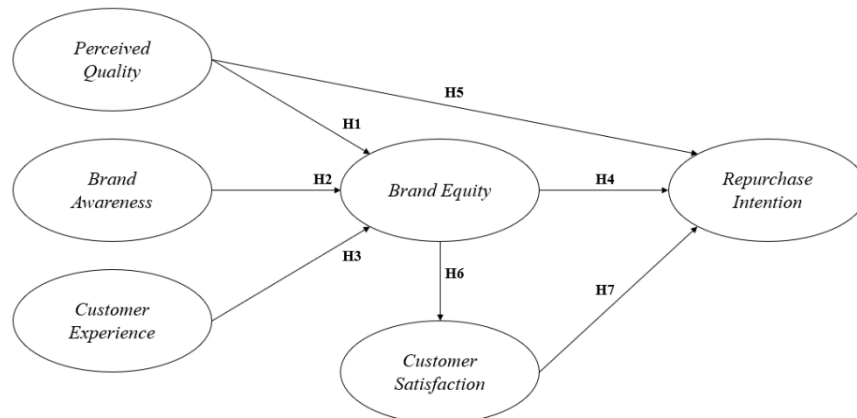 Perceived
Quality
H5
H1
Brand
Awareness
H2
Brand Equity
H4
Repurchase
Intention
H3
Customer
Experience
H6
H7
Customer
Satisfaction